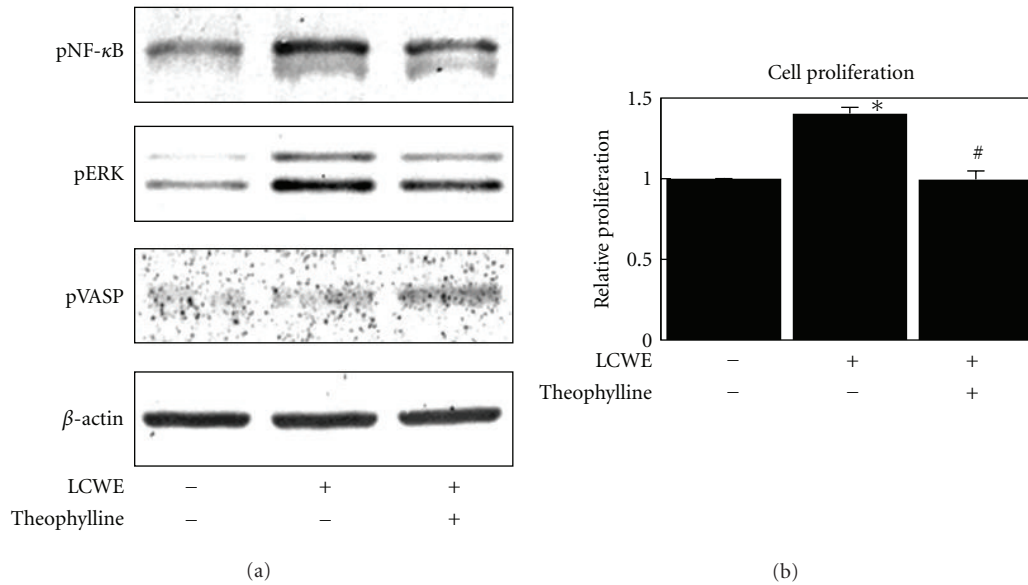 pNF-κB
pERK
pVASP
β-actin
LCWE − + +
Theophylline − − +
(a)
Cell proliferation
Relative proliferation
1.5
1
0.5
0
*
#
LCWE − + +
Theophylline − − +
(b)